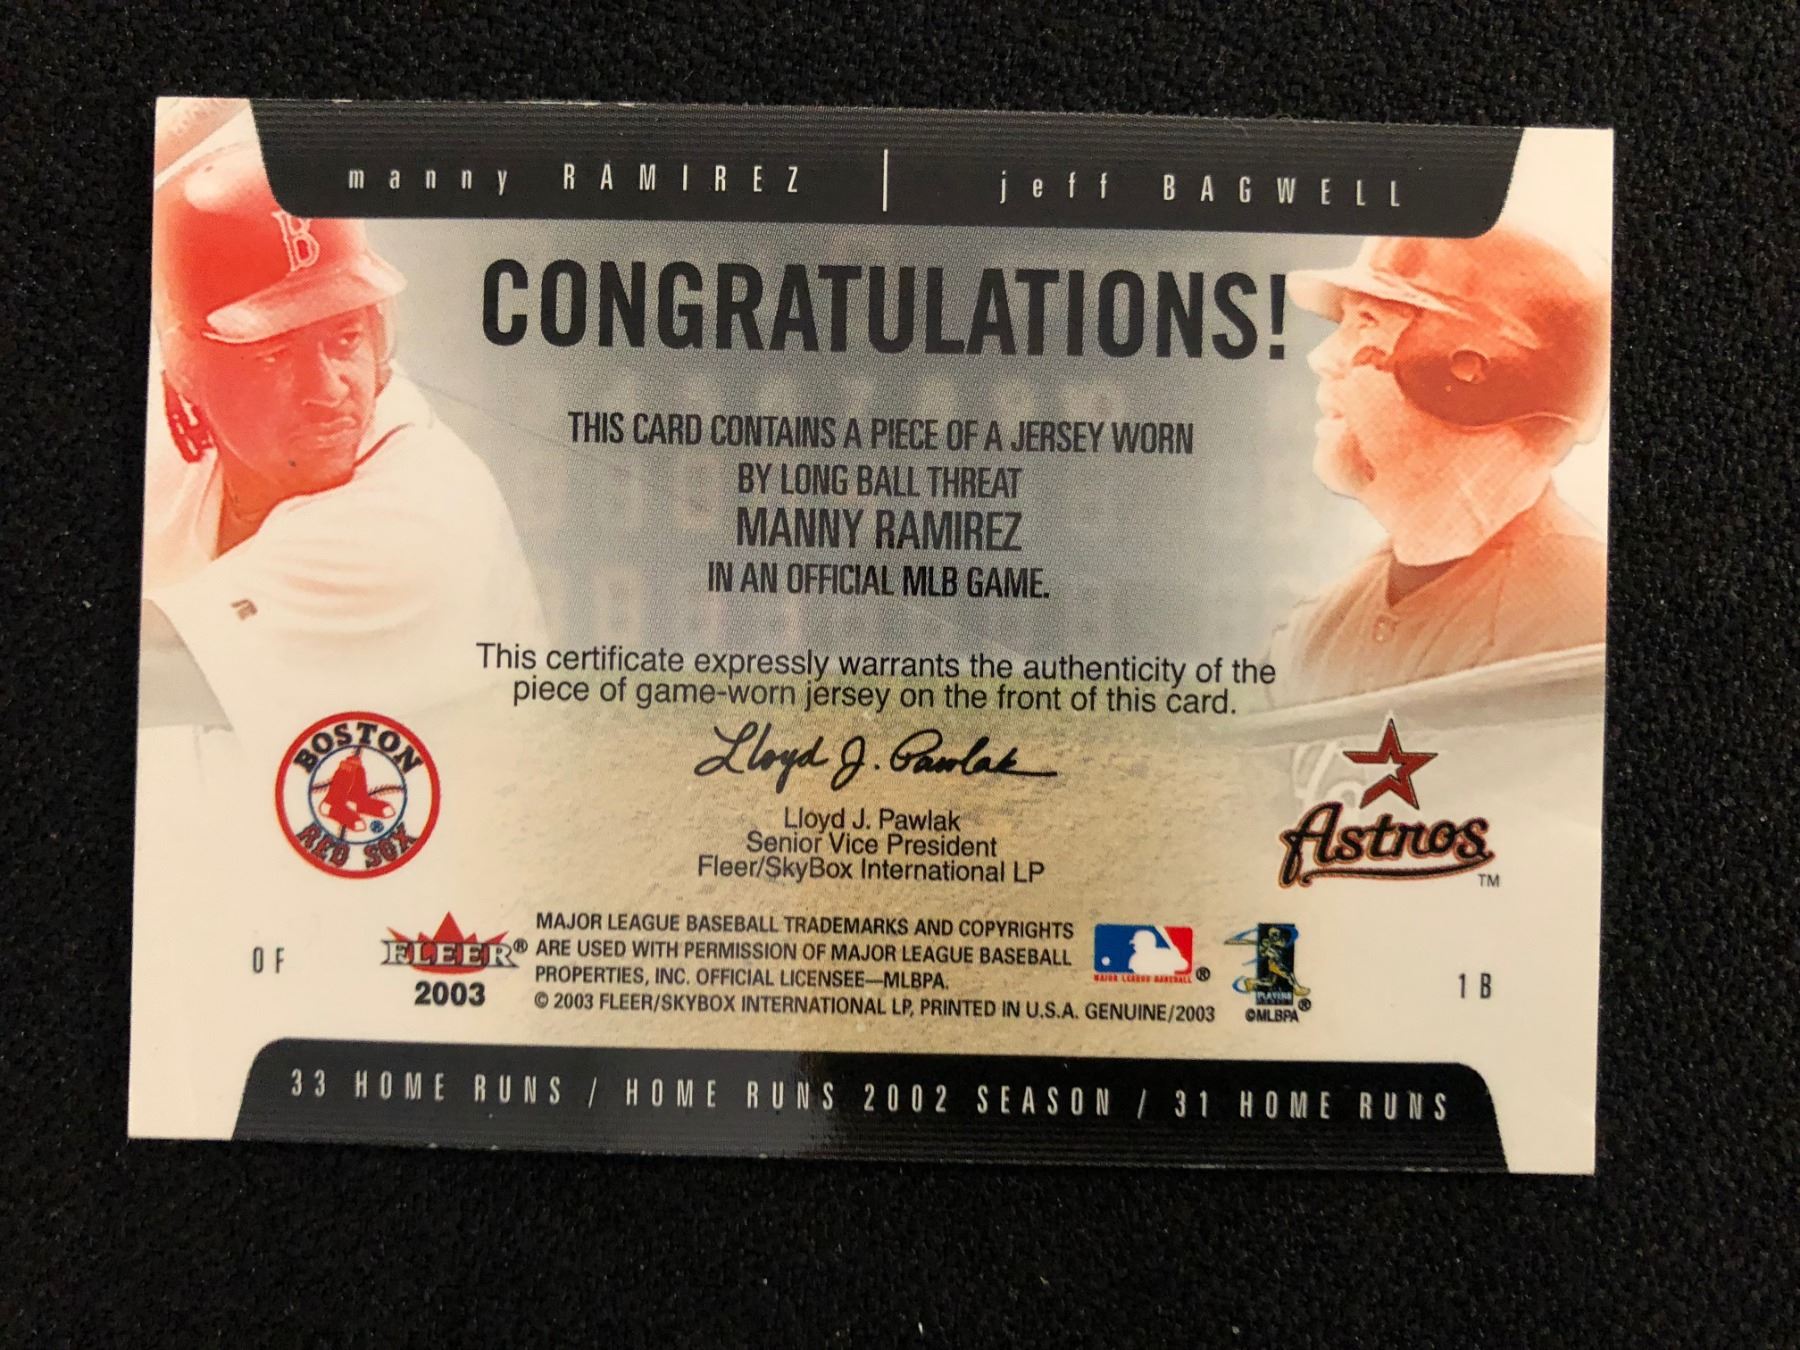 manny RAMIREZ | jeff BAGWELL
B
CONGRATULATIONS!
THIS CARD CONTAINS A PIECE OF A JERSEY WORN
BY LONG BALL THREAT
MANNY RAMIREZ
IN AN OFFICIAL MLB GAME.
This certificate expressly warrants the authenticity of the
piece of game-worn jersey on the front of this card.
Lloyd J. Pawlak
Lloyd J. Pawlak
Senior Vice President
Fleer/SkyBox International LP
BOSTON
RED SOX
®
Astros
TM
OF
FLEER®
2003
MAJOR LEAGUE BASEBALL TRADEMARKS AND COPYRIGHTS
ARE USED WITH PERMISSION OF MAJOR LEAGUE BASEBALL
PROPERTIES, INC. OFFICIAL LICENSEE—MLBPA.
© 2003 FLEER/SKYBOX INTERNATIONAL LP, PRINTED IN U.S.A. GENUINE/2003
MAJOR LEAGUE BASEBALL®
©MLBPA®
1B
33 HOME RUNS / HOME RUNS 2002 SEASON / 31 HOME RUNS